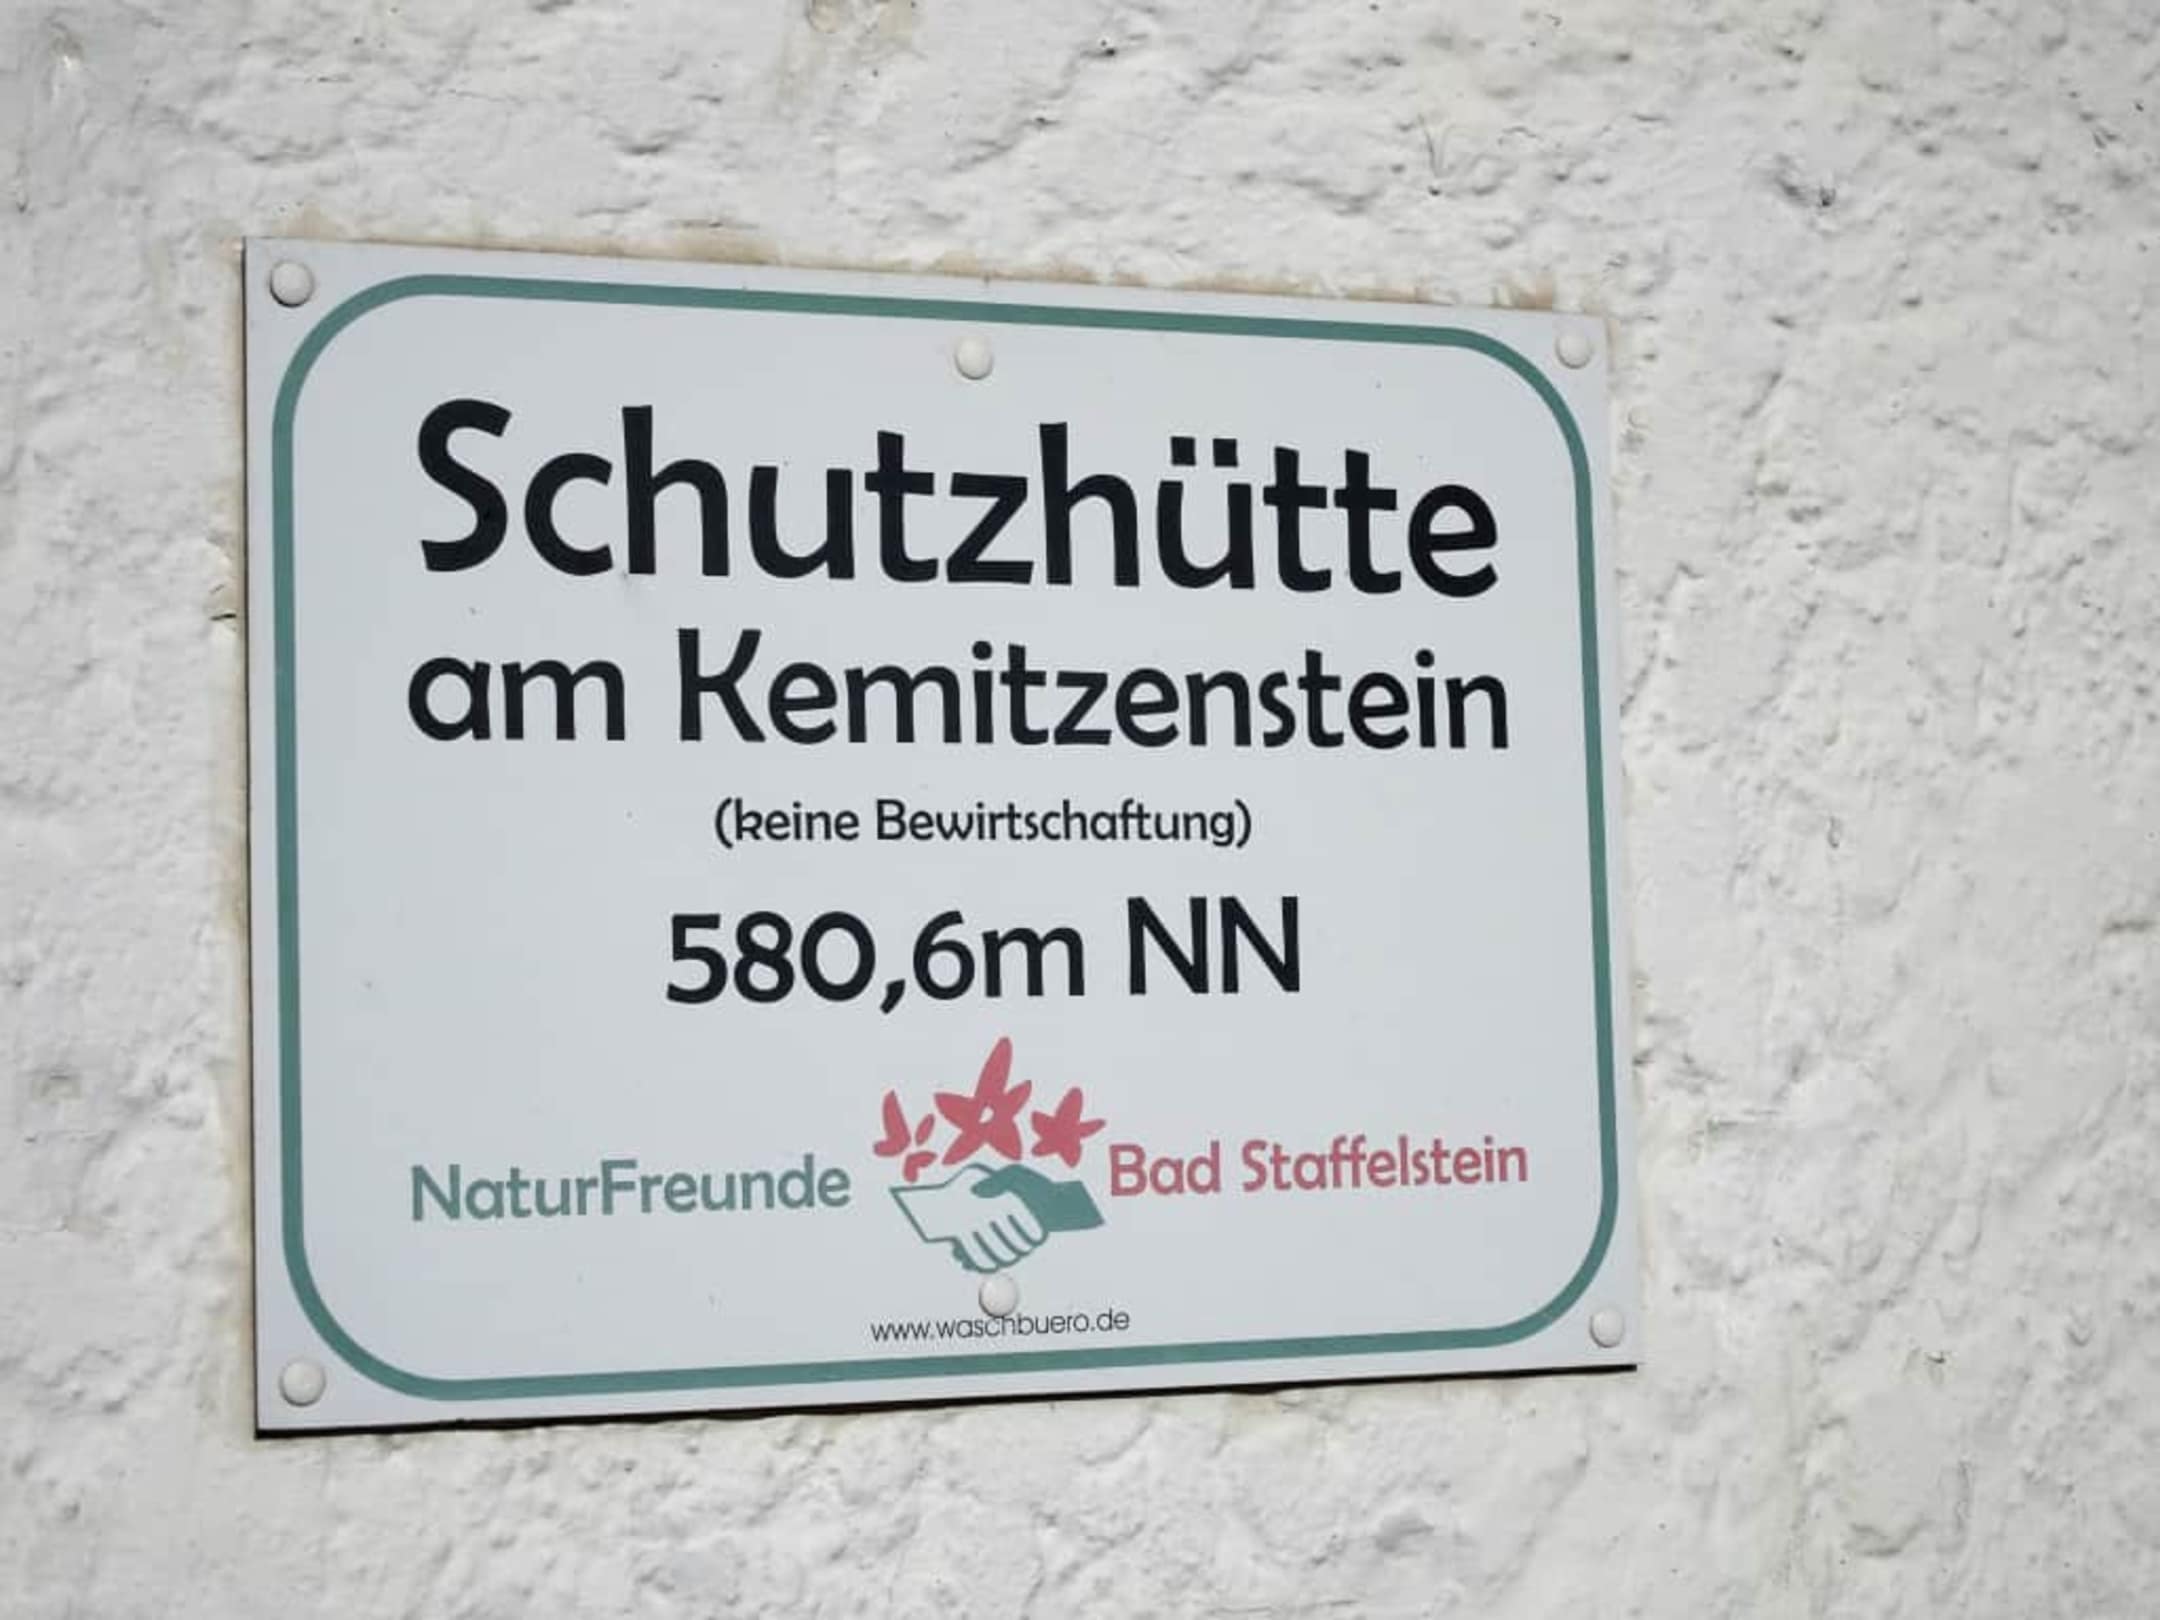 Schutzhütte
am Kemitzenstein
(keine Bewirtschaftung)
580,6m NN
NaturFreunde Bad Staffelstein
www.waschbuero.de